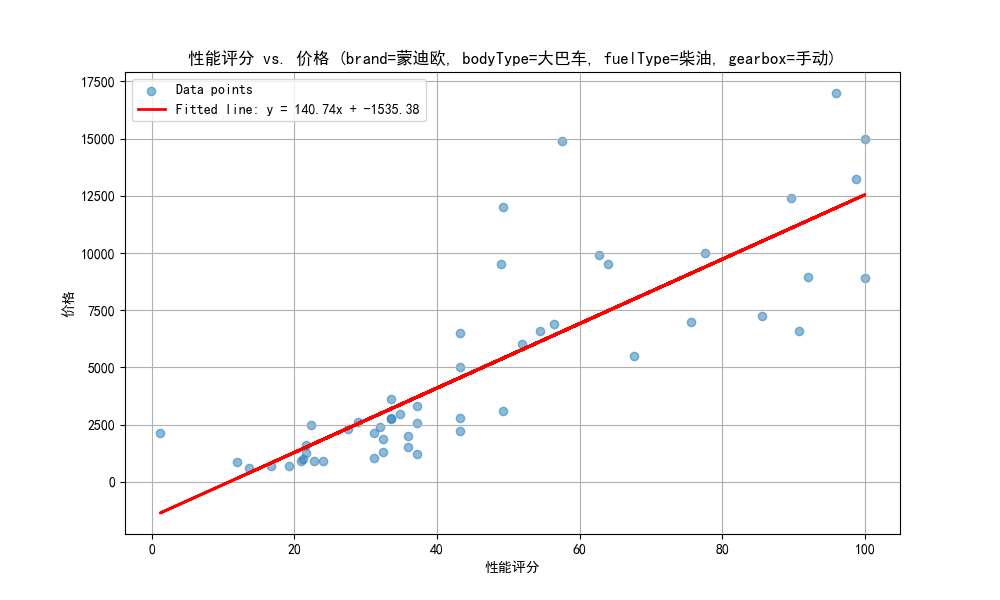 性能评分 vs. 价格 (brand=蒙迪欧, bodyType=大巴车, fuelType=柴油, gearbox=手动)
Data points
Fitted line: y = 140.74x + -1535.38
17500
15000
12500
10000
7500
5000
2500
0
价格
0 20 40 60 80 100
性能评分